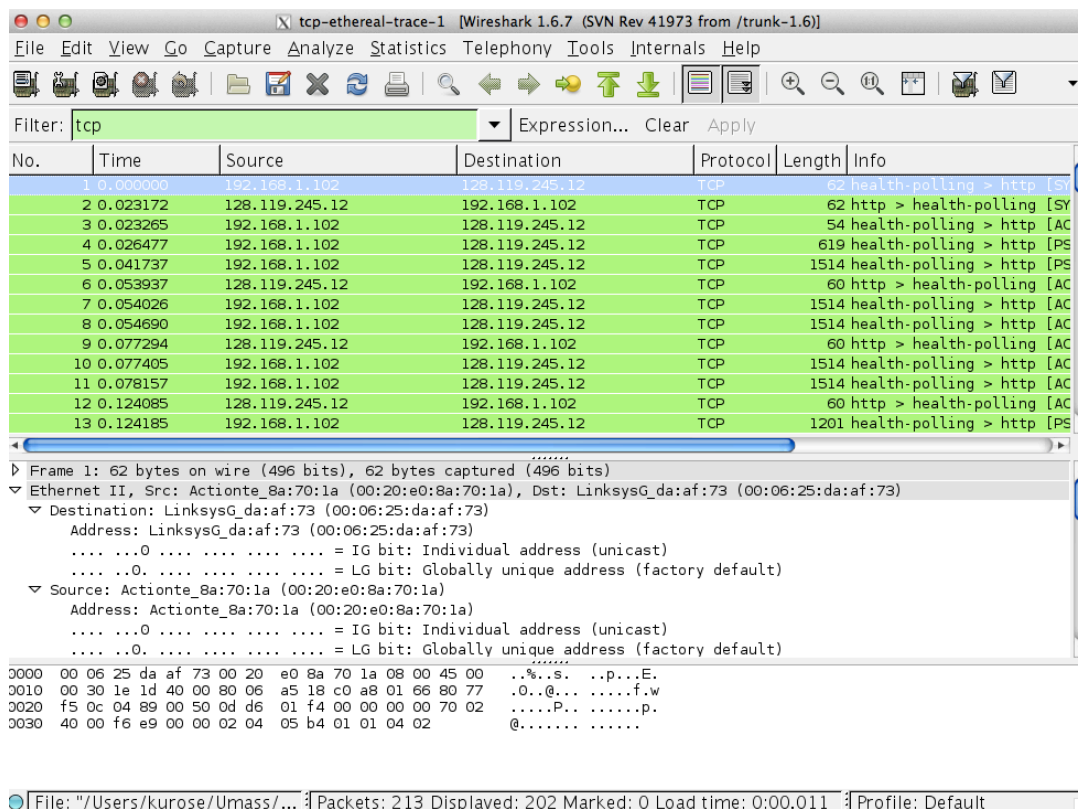 tcp-ethereal-trace-1 [Wireshark 1.6.7 (SVN Rev 41973 from /trunk-1.6)]
File Edit View Go Capture Analyze Statistics Telephony Tools Internals Help
Filter: tcp Expression... Clear Apply
No. Time Source Destination Protocol Length Info
1 0.000000 192.168.1.102 128.119.245.12 TCP 62 health-polling > http [SY
2 0.023172 128.119.245.12 192.168.1.102 TCP 62 http > health-polling [SY
3 0.023265 192.168.1.102 128.119.245.12 TCP 54 health-polling > http [AC
4 0.026477 192.168.1.102 128.119.245.12 TCP 619 health-polling > http [PS
5 0.041737 192.168.1.102 128.119.245.12 TCP 1514 health-polling > http [PS
6 0.053937 128.119.245.12 192.168.1.102 TCP 60 http > health-polling [AC
7 0.054026 192.168.1.102 128.119.245.12 TCP 1514 health-polling > http [AC
8 0.054690 192.168.1.102 128.119.245.12 TCP 1514 health-polling > http [AC
9 0.077294 128.119.245.12 192.168.1.102 TCP 60 http > health-polling [AC
10 0.077405 192.168.1.102 128.119.245.12 TCP 1514 health-polling > http [AC
11 0.078157 192.168.1.102 128.119.245.12 TCP 1514 health-polling > http [AC
12 0.124085 128.119.245.12 192.168.1.102 TCP 60 http > health-polling [AC
13 0.124185 192.168.1.102 128.119.245.12 TCP 1201 health-polling > http [PS
Frame 1: 62 bytes on wire (496 bits), 62 bytes captured (496 bits)
Ethernet II, Src: Actionte_8a:70:1a (00:20:e0:8a:70:1a), Dst: LinksysG_da:af:73 (00:06:25:da:af:73)
Destination: LinksysG_da:af:73 (00:06:25:da:af:73)
Address: LinksysG_da:af:73 (00:06:25:da:af:73)
.... ...0 .... .... .... .... = IG bit: Individual address (unicast)
.... ..0. .... .... .... .... = LG bit: Globally unique address (factory default)
Source: Actionte_8a:70:1a (00:20:e0:8a:70:1a)
Address: Actionte_8a:70:1a (00:20:e0:8a:70:1a)
.... ...0 .... .... .... .... = IG bit: Individual address (unicast)
.... ..0. .... .... .... .... = LG bit: Globally unique address (factory default)
0000 00 06 25 da af 73 00 20 e0 8a 70 1a 08 00 45 00 ..%..s. ..p...E.
0010 00 30 1e 1d 40 00 80 06 a5 18 c0 a8 01 66 80 77 .0..@... .....f.w
0020 f5 0c 04 89 00 50 0d d6 01 f4 00 00 00 00 70 02 .....P.. ......p.
0030 40 00 f6 e9 00 00 02 04 05 b4 01 01 04 02 @....... ......
File: "/Users/kurose/Umass/... Packets: 213 Displayed: 202 Marked: 0 Load time: 0:00.011 Profile: Default